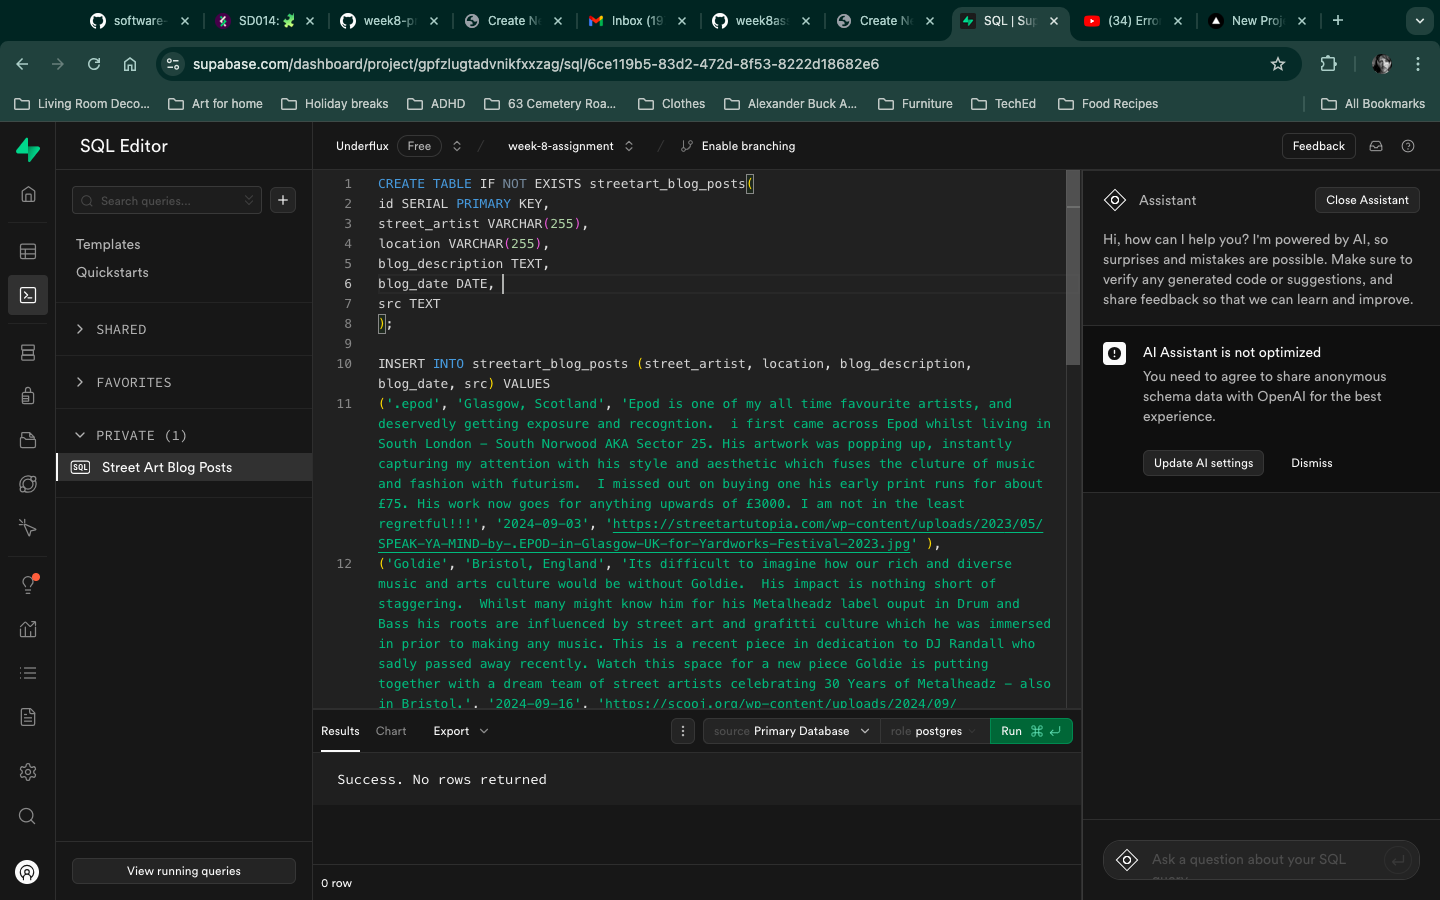 software-
SD014:
week8-pr
Create Ne
Inbox (19
week8ass
Create Ne
SQL | Sup
(34) Erro
New Proj
supabase.com/dashboard/project/gpfzlugtadvnikfxxzag/sql/6ce119b5-83d2-472d-8f53-8222d18682e6
Living Room Deco...
Art for home
Holiday breaks
ADHD
63 Cemetery Roa...
Clothes
Alexander Buck A...
Furniture
TechEd
Food Recipes
All Bookmarks
SQL Editor
Underflux
Free
/
week-8-assignment
/
Enable branching
Feedback
Search queries...
Templates
Quickstarts
SHARED
FAVORITES
PRIVATE (1)
SQL Street Art Blog Posts
View running queries
1 CREATE TABLE IF NOT EXISTS streetart_blog_posts(
2 id SERIAL PRIMARY KEY,
3 street_artist VARCHAR(255),
4 location VARCHAR(255),
5 blog_description TEXT,
6 blog_date DATE,
7 src TEXT
8 );
9
10 INSERT INTO streetart_blog_posts (street_artist, location, blog_description,
blog_date, src) VALUES
11 ('.epod', 'Glasgow, Scotland', 'Epod is one of my all time favourite artists, and
deservedly getting exposure and recogntion.  i first came across Epod whilst living in
South London – South Norwood AKA Sector 25. His artwork was popping up, instantly
capturing my attention with his style and aesthetic which fuses the cluture of music
and fashion with futurism.  I missed out on buying one his early print runs for about
£75. His work now goes for anything upwards of £3000. I am not in the least
regretful!!!', '2024-09-03', 'https://streetartutopia.com/wp-content/uploads/2023/05/
SPEAK-YA-MIND-by-.EPOD-in-Glasgow-UK-for-Yardworks-Festival-2023.jpg' ),
12 ('Goldie', 'Bristol, England', 'Its difficult to imagine how our rich and diverse
music and arts culture would be without Goldie.  His impact is nothing short of
staggering.  Whilst many might know him for his Metalheadz label ouput in Drum and
Bass his roots are influenced by street art and grafitti culture which he was immersed
in prior to making any music. This is a recent piece in dedication to DJ Randall who
sadly passed away recently. Watch this space for a new piece Goldie is putting
together with a dream team of street artists celebrating 30 Years of Metalheadz – also
in Bristol.', '2024-09-16', 'https://scooj.org/wp-content/uploads/2024/09/
Results
Chart
Export
source Primary Database
role postgres
Run ⌘
Success. No rows returned
0 row
Assistant
Close Assistant
Hi, how can I help you? I'm powered by AI, so
surprises and mistakes are possible. Make sure to
verify any generated code or suggestions, and
share feedback so that we can learn and improve.
AI Assistant is not optimized
You need to agree to share anonymous
schema data with OpenAI for the best
experience.
Update AI settings
Dismiss
Ask a question about your SQL